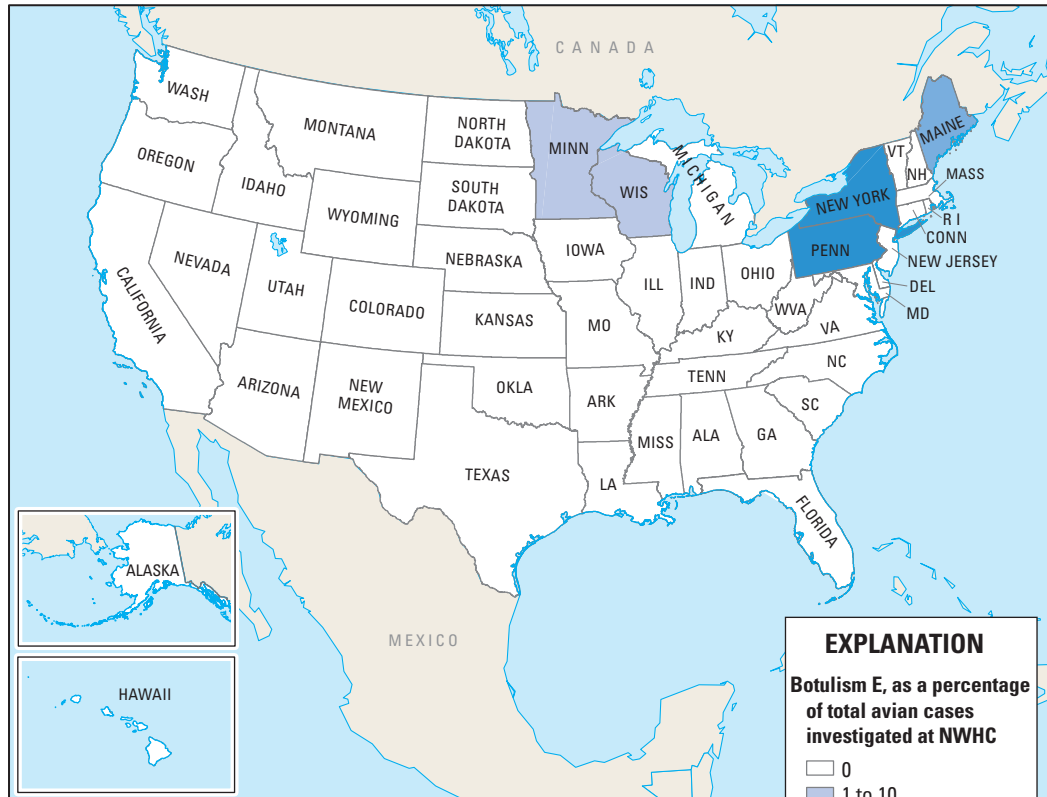 CANADA
WASH
MONTANA
NORTH
DAKOTA
MINN
MICHIGAN
VT
MAINE
OREGON
IDAHO
SOUTH
DAKOTA
WIS
NH
MASS
WYOMING
NEW YORK
R I
CONN
IOWA
PENN
NEW JERSEY
NEVADA
NEBRASKA
OHIO
ILL
IND
DEL
UTAH
CALIFORNIA
COLORADO
KANSAS
MO
WVA
MD
VA
KY
NC
TENN
ARIZONA
NEW
MEXICO
OKLA
ARK
SC
MISS
ALA
GA
TEXAS
LA
FLORIDA
ALASKA
MEXICO
HAWAII
EXPLANATION
Botulism E, as a percentage
of total avian cases
investigated at NWHC
0
1 to 10